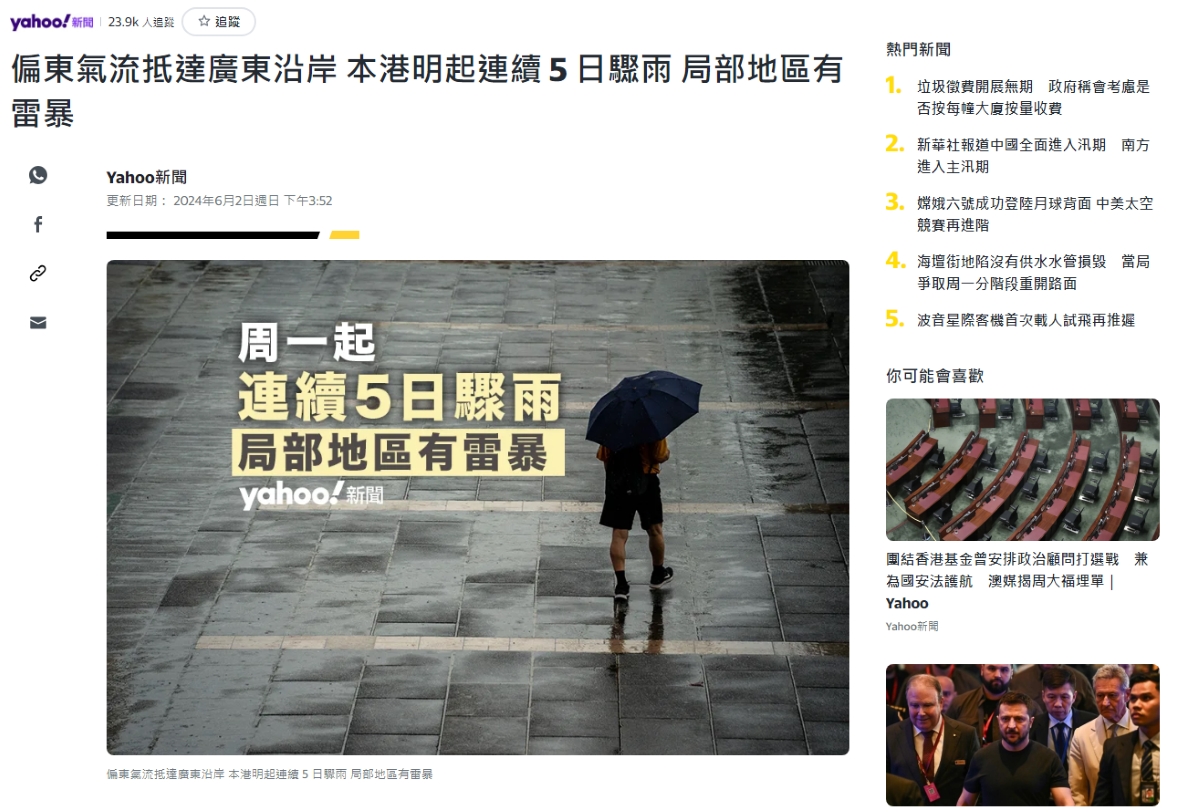 yahoo!新聞
23.9k 人追蹤
追蹤
偏東氣流抵達廣東沿岸 本港明起連續 5 日驟雨 局部地區有
雷暴
Yahoo新聞
更新日期： 2024年6月2日週日 下午3:52
周一起
連續5日驟雨
局部地區有雷暴
yahoo!新聞
偏東氣流抵達廣東沿岸 本港明起連續 5 日驟雨 局部地區有雷暴
熱門新聞
1. 垃圾徵費開展無期　政府稱會考慮是
否按每幢大廈按量收費
2. 新華社報道中國全面進入汛期　南方
進入主汛期
3. 嫦娥六號成功登陸月球背面 中美太空
競賽再進階
4. 海壇街地陷沒有供水水管損毀　當局
爭取周一分階段重開路面
5. 波音星際客機首次載人試飛再推遲
你可能會喜歡
團結香港基金曾安排政治顧問打選戰　兼
為國安法護航　澳媒揭周大福埋單 |
Yahoo
Yahoo新聞